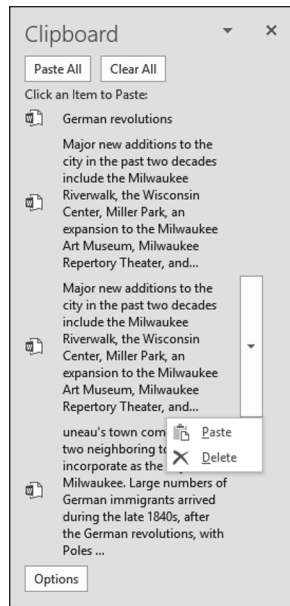 Clipboard
Paste All Clear All
Click an Item to Paste:
German revolutions
Major new additions to the
city in the past two decades
include the Milwaukee
Riverwalk, the Wisconsin
Center, Miller Park, an
expansion to the Milwaukee
Art Museum, Milwaukee
Repertory Theater, and...
Major new additions to the
city in the past two decades
include the Milwaukee
Riverwalk, the Wisconsin
Center, Miller Park, an
expansion to the Milwaukee
Art Museum, Milwaukee
Repertory Theater, and...
uneau's town com
Paste
two neighboring
incorporate as the
Delete
Milwaukee. Large numbers of
German immigrants arrived
during the late 1840s, after
the German revolutions, with
Poles ...
Options